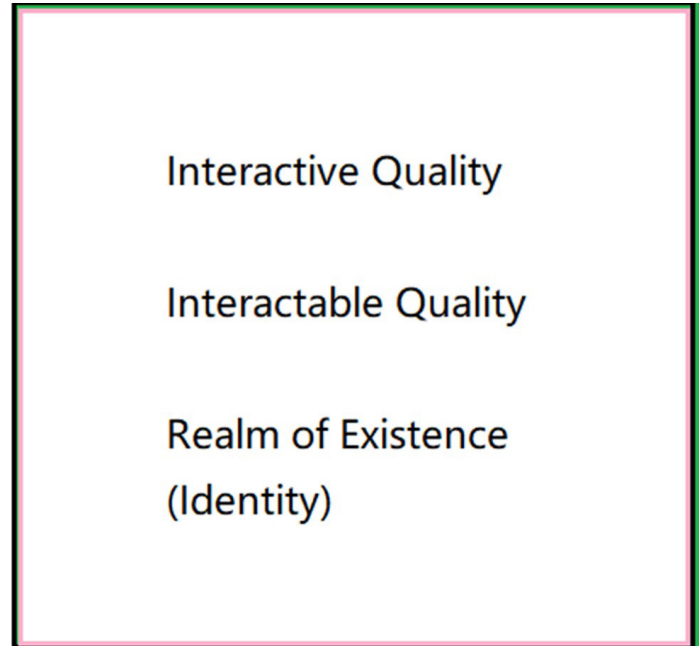 Interactive Quality
Interactable Quality
Realm of Existence
(Identity)